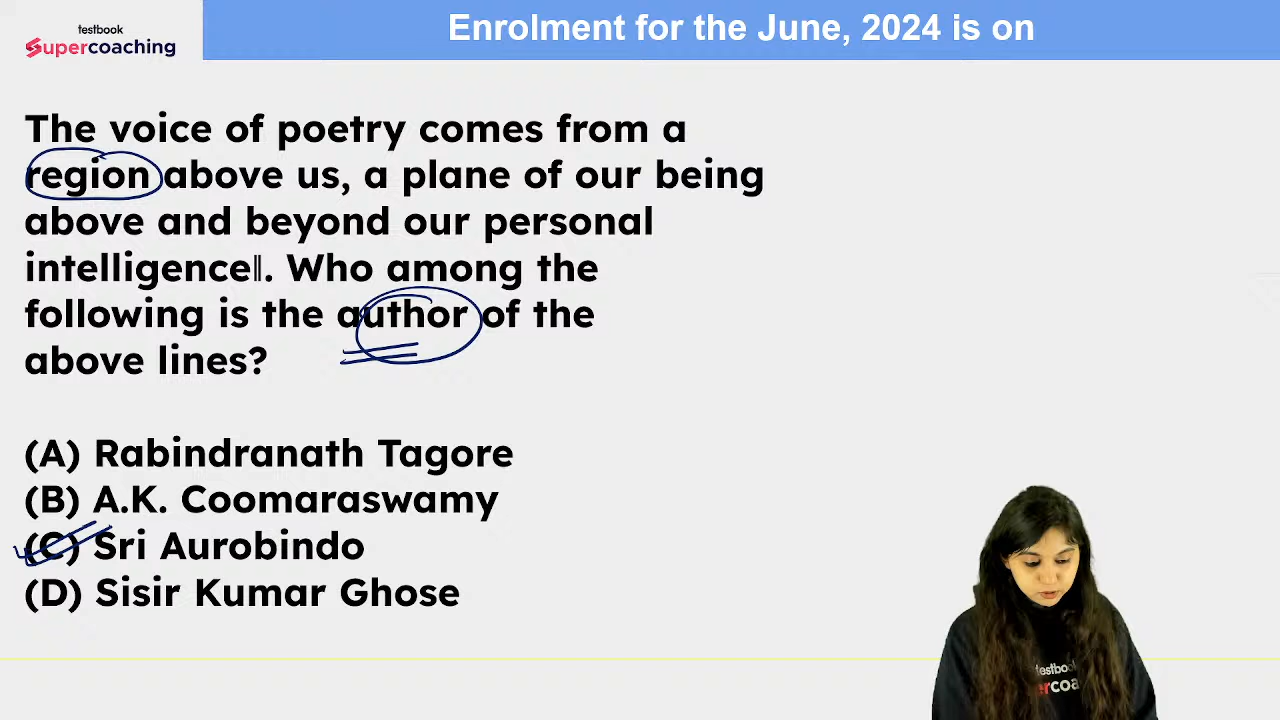 testbook
Supercoaching
Enrolment for the June, 2024 is on
The voice of poetry comes from a
region above us, a plane of our being
above and beyond our personal
intelligence‖. Who among the
following is the author of the
above lines?
(A) Rabindranath Tagore
(B) A.K. Coomaraswamy
(C) Sri Aurobindo
(D) Sisir Kumar Ghose
testbook
ercoa